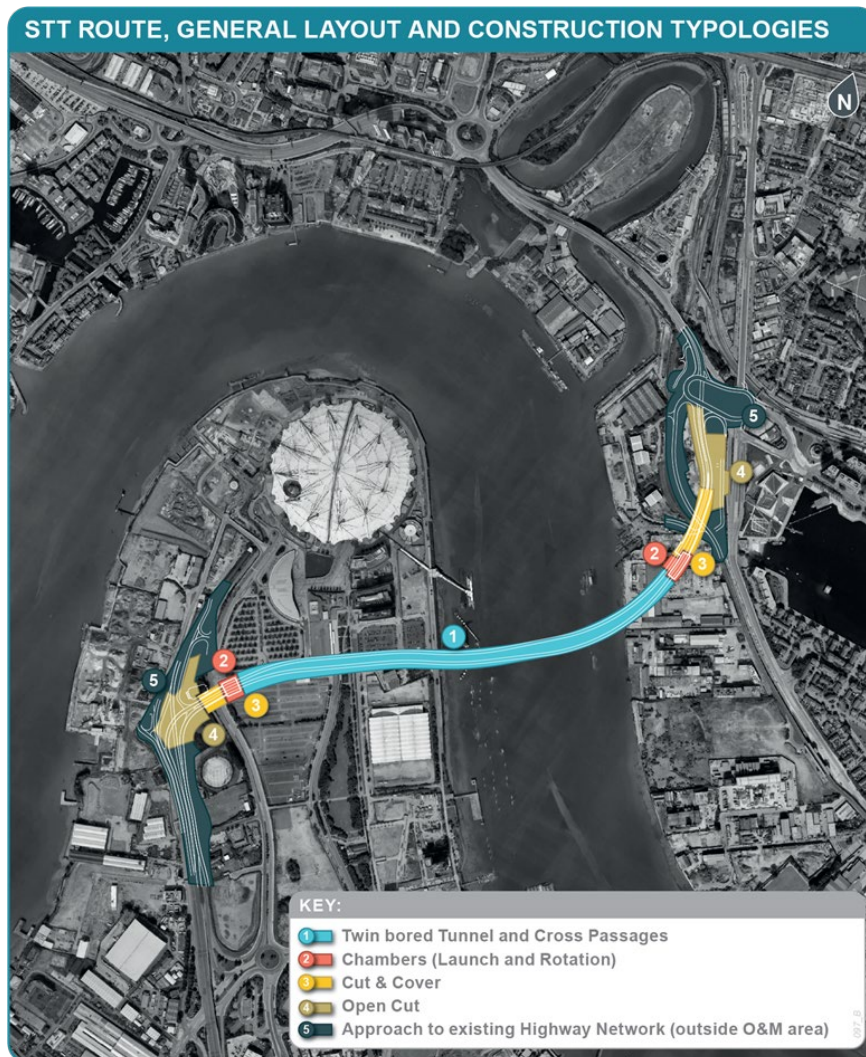 STT ROUTE, GENERAL LAYOUT AND CONSTRUCTION TYPOLOGIES
N
5
4
2
3
1
2
5
3
4
KEY:
1 Twin bored Tunnel and Cross Passages
2 Chambers (Launch and Rotation)
3 Cut & Cover
4 Open Cut
5 Approach to existing Highway Network (outside O&M area)